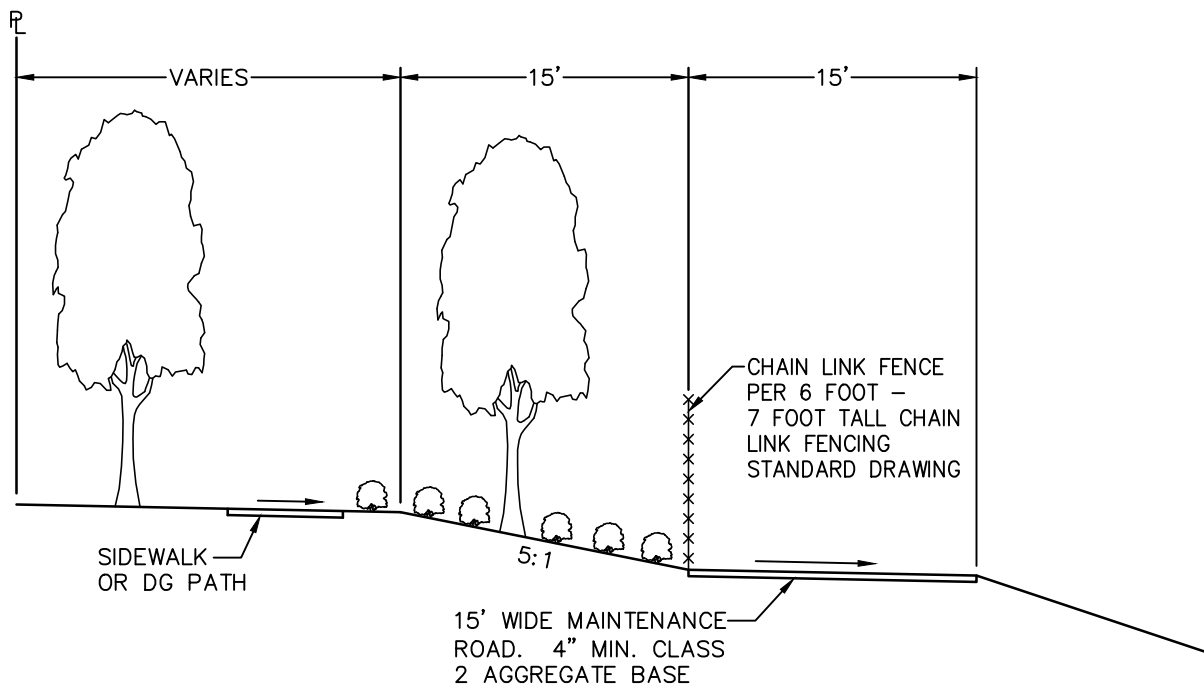 PL
VARIES
15'
15'
CHAIN LINK FENCE
PER 6 FOOT –
7 FOOT TALL CHAIN
LINK FENCING
STANDARD DRAWING
SIDEWALK
OR DG PATH
5:1
15' WIDE MAINTENANCE
ROAD. 4" MIN. CLASS
2 AGGREGATE BASE